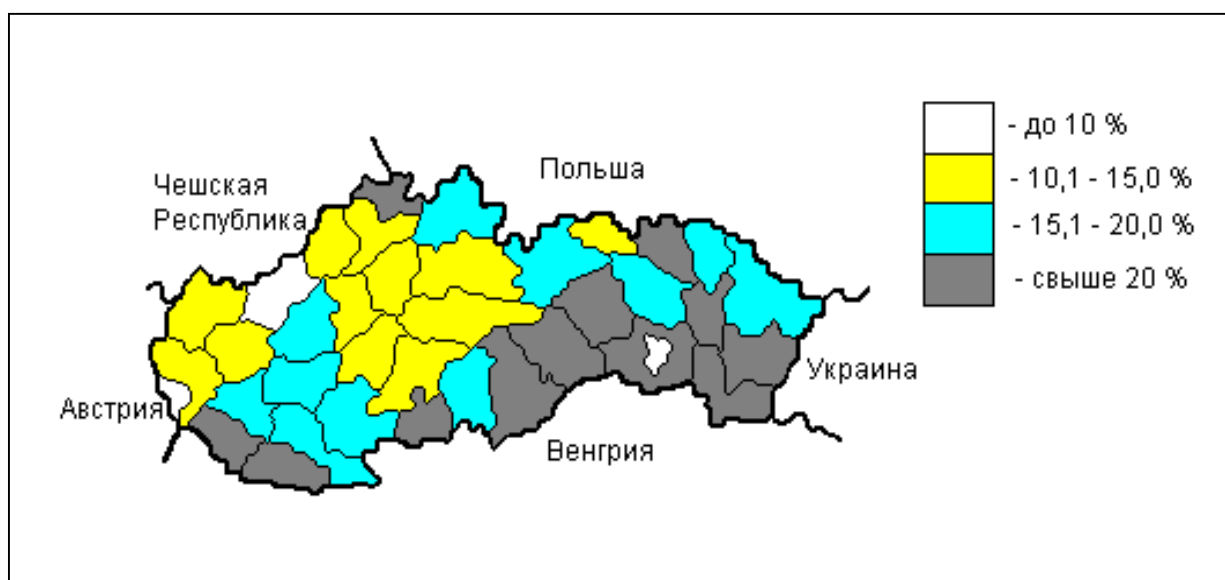 Чешская
Республика
Польша
Австрия
Венгрия
Украина
- до 10 %
- 10,1 - 15,0 %
- 15,1 - 20,0 %
- свыше 20 %